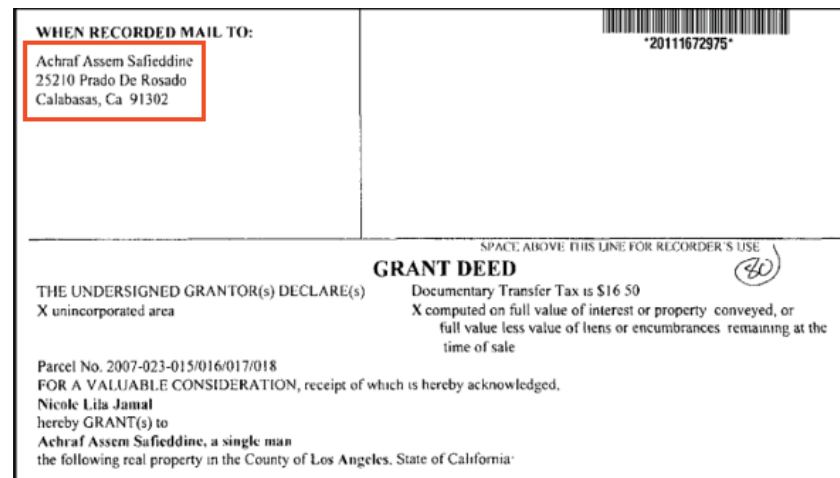 WHEN RECORDED MAIL TO:
Achraf Assem Safieddine
25210 Prado De Rosado
Calabasas, Ca 91302
*20111672975*
SPACE ABOVE THIS LINE FOR RECORDER'S USE
80
GRANT DEED
THE UNDERSIGNED GRANTOR(s) DECLARE(s)
X unincorporated area
Documentary Transfer Tax is $16 50
X computed on full value of interest or property conveyed, or
full value less value of liens or encumbrances remaining at the
time of sale
Parcel No. 2007-023-015/016/017/018
FOR A VALUABLE CONSIDERATION, receipt of which is hereby acknowledged,
Nicole Lila Jamal
hereby GRANT(s) to
Achraf Assem Safieddine, a single man
the following real property in the County of Los Angeles, State of California: